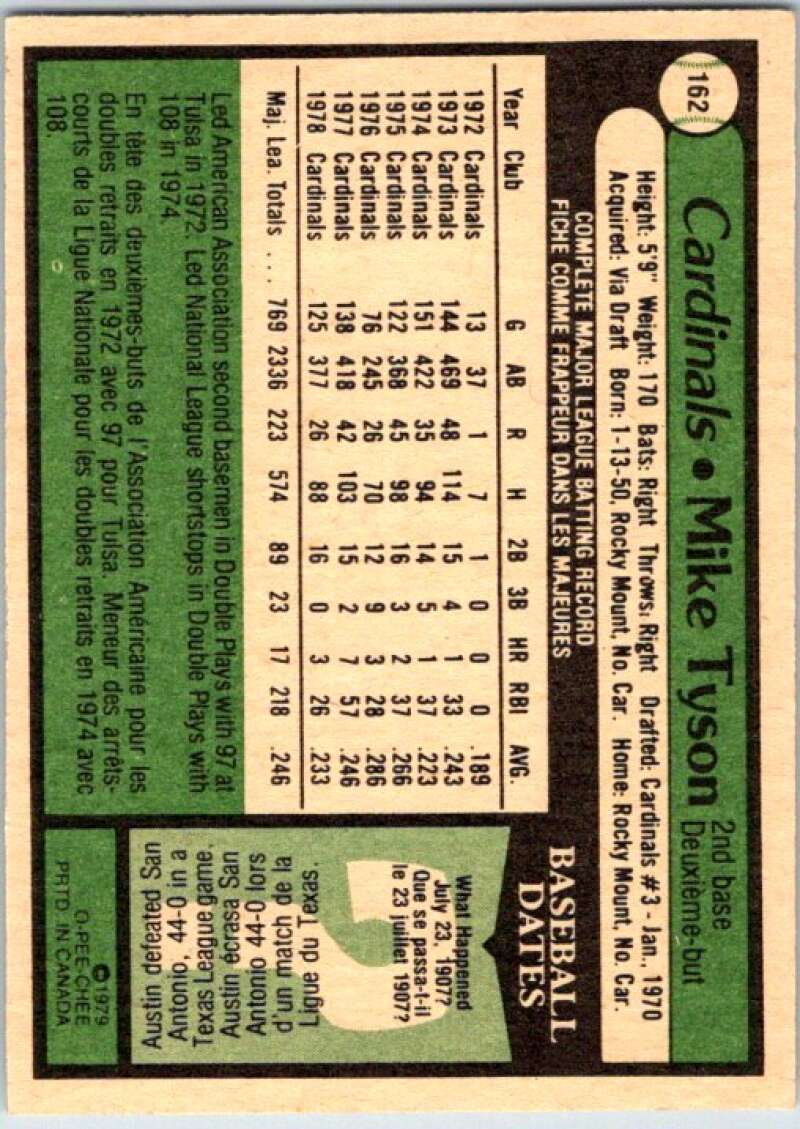 162
Cardinals • Mike Tyson
2nd base
Deuxième-but
Height: 5'9" Weight: 170 Bats: Right Throws: Right Drafted: Cardinals #3 - Jan., 1970
Acquired: Via Draft Born: 1-13-50, Rocky Mount, No. Car. Home: Rocky Mount, No. Car.
COMPLETE MAJOR LEAGUE BATTING RECORD
FICHE COMME FRAPPEUR DANS LES MAJEURES
Year Club G AB R H 2B 3B HR RBI AVG.
1972 Cardinals 13 37 1 7 1 0 0 0 .189
1973 Cardinals 144 469 48 114 15 4 1 33 .243
1974 Cardinals 151 422 35 94 14 5 1 37 .223
1975 Cardinals 122 368 45 98 16 3 2 37 .266
1976 Cardinals 76 245 26 70 12 9 3 28 .286
1977 Cardinals 138 418 42 103 15 2 7 57 .246
1978 Cardinals 125 377 26 88 16 0 3 26 .233
Maj. Lea. Totals ... 769 2336 223 574 89 23 17 218 .246
Led American Association second basemen in Double Plays with 97 at
Tulsa in 1972. Led National League shortstops in Double Plays with
108 in 1974.
En tête des deuxièmes-buts de l'Association Américaine pour les
doubles retraits en 1972 avec 97 pour Tulsa. Meneur des arrêts-
courts de la Ligue Nationale pour les doubles retraits en 1974 avec
108.
BASEBALL
DATES
What Happened
July 23, 1907?
Que se passa-t-il
le 23 juillet 1907?
Austin defeated San
Antonio, 44-0 in a
Texas League game.
Austin écrasa San
Antonio 44-0 lors
d'un match de la
Ligue du Texas.
©1979
O-PEE-CHEE
PRTD. IN CANADA